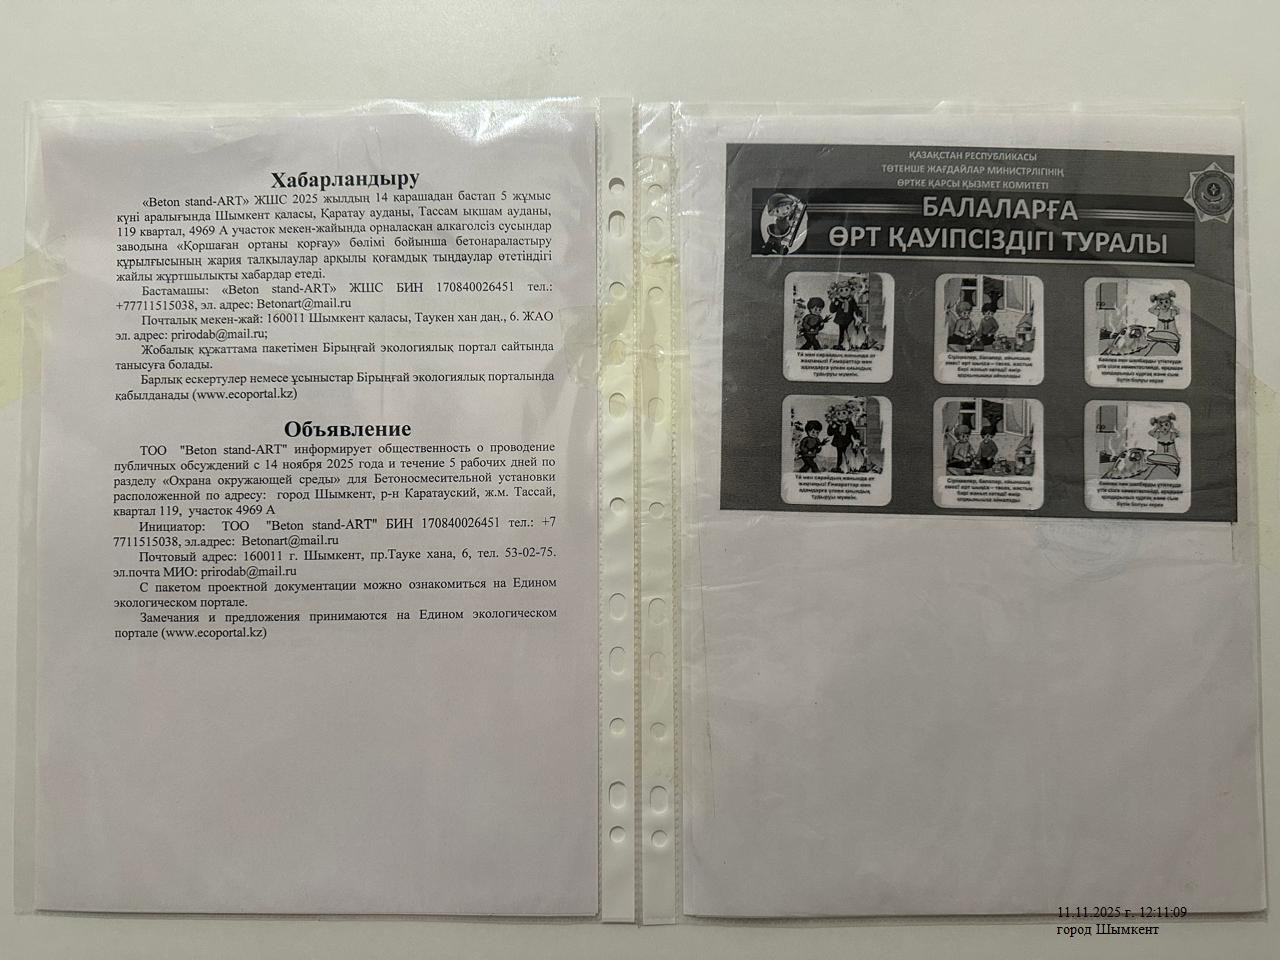 Хабарландыру
«Beton stand-ART» ЖШС 2025 жылдың 14 қарашадан бастап 5 жұмыс
күні аралығында Шымкент қаласы, Қаратау ауданы, Тассам ықшам ауданы,
119 квартал, 4969 А участок мекен-жайында орналасқан алкаголсіз сусындар
заводына «Қоршаған ортаны қорғау» бөлімі бойынша бетонараластыру
құрылғысының жария талқылаулар арқылы қоғамдық тыңдаулар өтетіндігі
жайлы жұртшылықты хабардар етеді.
Бастамашы: «Beton stand-ART» ЖШС БИН 170840026451 тел.:
+77711515038, эл. адрес: Betonart@mail.ru
Почталық мекен-жай: 160011 Шымкент қаласы, Таукен хан даң., 6. ЖАО
эл. адрес: prirodab@mail.ru;
Жобалық құжаттама пакетімен Бірыңғай экологиялық портал сайтында
танысуға болады.
Барлық ескертулер немесе ұсыныстар Бірыңғай экологиялық порталында
қабылданады (www.ecoportal.kz)
Объявление
ТОО "Beton stand-ART" информирует общественность о проводение
публичных обсуждений с 14 ноября 2025 года и течение 5 рабочих дней по
разделу «Охрана окружающей среды» для Бетоносмесительной установки
расположенной по адресу: город Шымкент, р-н Каратауский, ж.м. Тассай,
квартал 119, участок 4969 А
Инициатор: ТОО "Beton stand-ART" БИН 170840026451 тел.: +7
7711515038, эл.адрес: Betonart@mail.ru
Почтовый адрес: 160011 г. Шымкент, пр.Тауке хана, 6, тел. 53-02-75.
эл.почта МИО: prirodab@mail.ru
С пакетом проектной документации можно ознакомиться на Едином
экологическом портале.
Замечания и предложения принимаются на Едином экологическом
портале (www.ecoportal.kz)
ҚАЗАҚСТАН РЕСПУБЛИКАСЫ
ТӨТЕНШЕ ЖАҒДАЙЛАР МИНИСТРЛІГІНІҢ
ӨРТКЕ ҚАРСЫ ҚЫЗМЕТ КОМИТЕТІ
БАЛАЛАРҒА
ӨРТ ҚАУІПСІЗДІГІ ТУРАЛЫ
11.11.2025 г. 12:11:09
город Шымкент